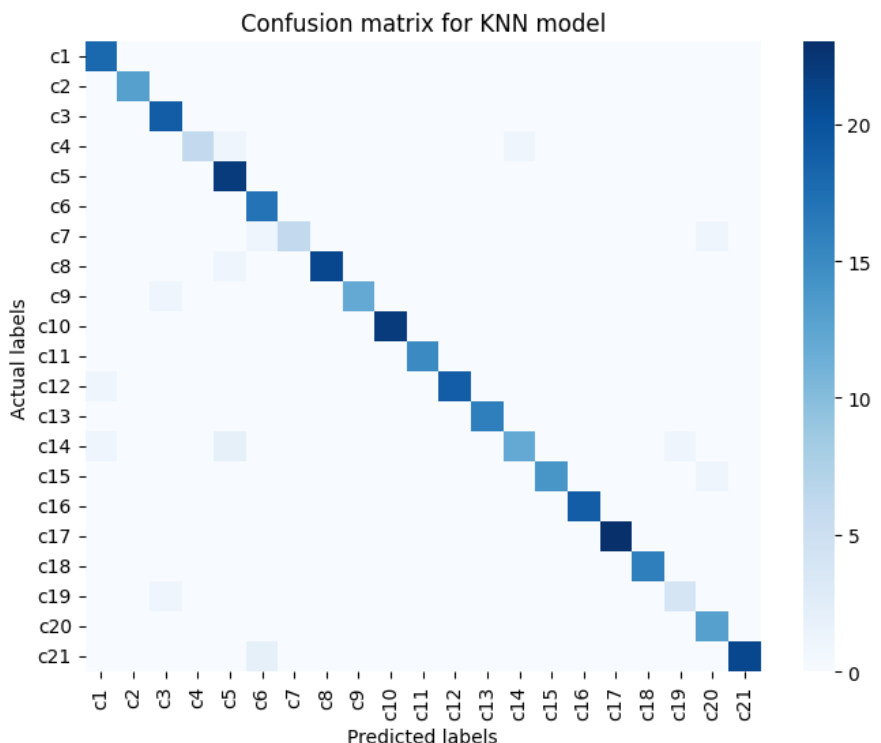 Confusion matrix for KNN model
Actual labels
c1
c2
c3
c4
c5
c6
c7
c8
c9
c10
c11
c12
c13
c14
c15
c16
c17
c18
c19
c20
c21
c1 c2 c3 c4 c5 c6 c7 c8 c9 c10 c11 c12 c13 c14 c15 c16 c17 c18 c19 c20 c21
Predicted labels
20
15
10
5
0